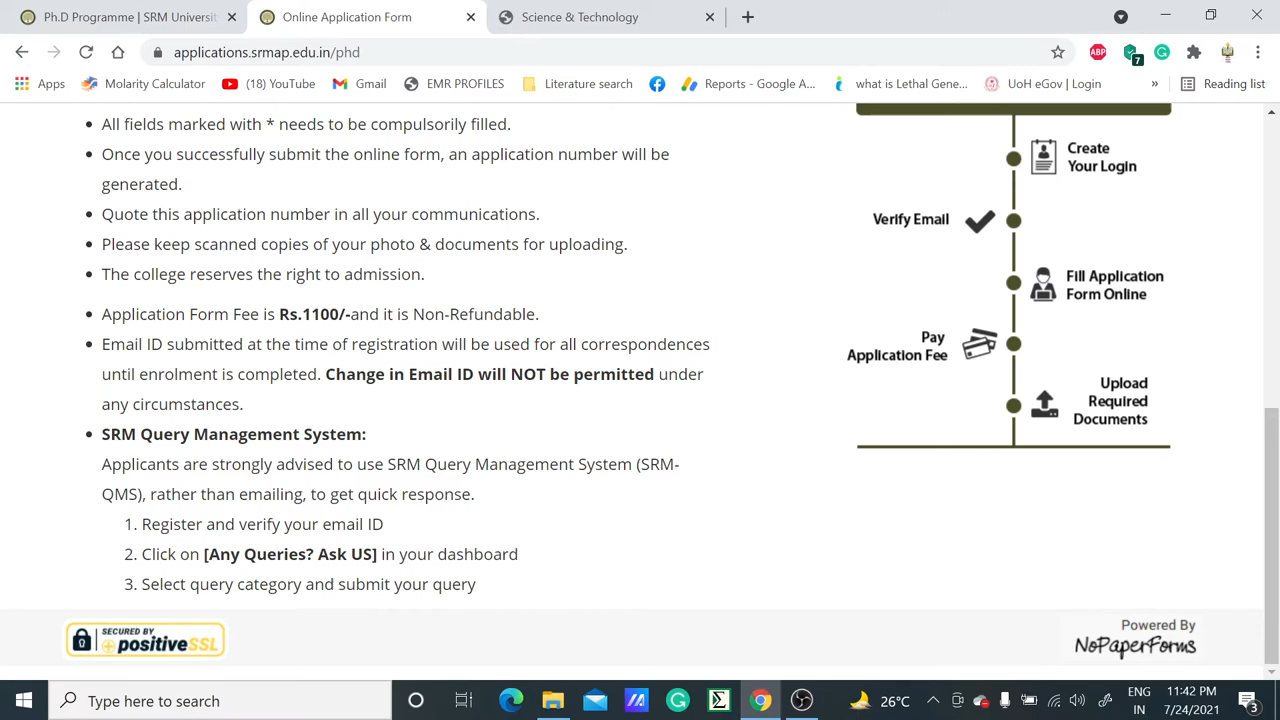 Ph.D Programme | SRM Universit
Online Application Form
Science & Technology
applications.srmap.edu.in/phd
ABP
7
Apps
Molarity Calculator
(18) YouTube
Gmail
EMR PROFILES
Literature search
Reports - Google A...
what is Lethal Gene...
UoH eGov | Login
»
Reading list
All fields marked with * needs to be compulsorily filled.
Once you successfully submit the online form, an application number will be
generated.
Quote this application number in all your communications.
Please keep scanned copies of your photo & documents for uploading.
The college reserves the right to admission.
Application Form Fee is Rs.1100/-and it is Non-Refundable.
Email ID submitted at the time of registration will be used for all correspondences
until enrolment is completed. Change in Email ID will NOT be permitted under
any circumstances.
SRM Query Management System:
Applicants are strongly advised to use SRM Query Management System (SRM-
QMS), rather than emailing, to get quick response.
1. Register and verify your email ID
2. Click on [Any Queries? Ask US] in your dashboard
3. Select query category and submit your query
Create
Your Login
Verify Email
Fill Application
Form Online
Pay
Application Fee
Upload
Required
Documents
SECURED BY
positiveSSL
Powered By
NoPaperForms
Type here to search
26°C
ENG
IN
11:42 PM
7/24/2021
3